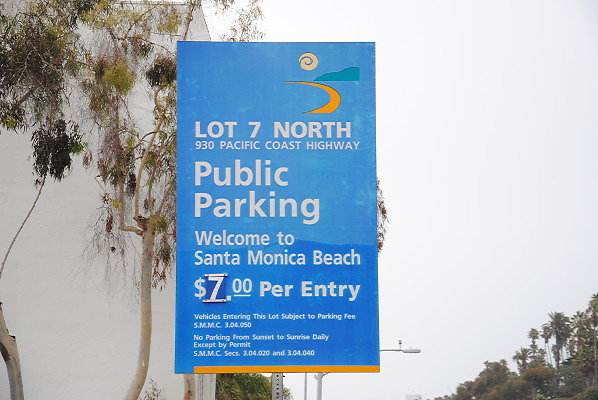 LOT 7 NORTH
930 PACIFIC COAST HIGHWAY
Public
Parking
Welcome to
Santa Monica Beach
$7.00 Per Entry
Vehicles Entering This Lot Subject to Parking Fee
S.M.M.C. 3.04.050
No Parking From Sunset to Sunrise Daily
Except by Permit
S.M.M.C. Secs. 3.04.020 and 3.04.040